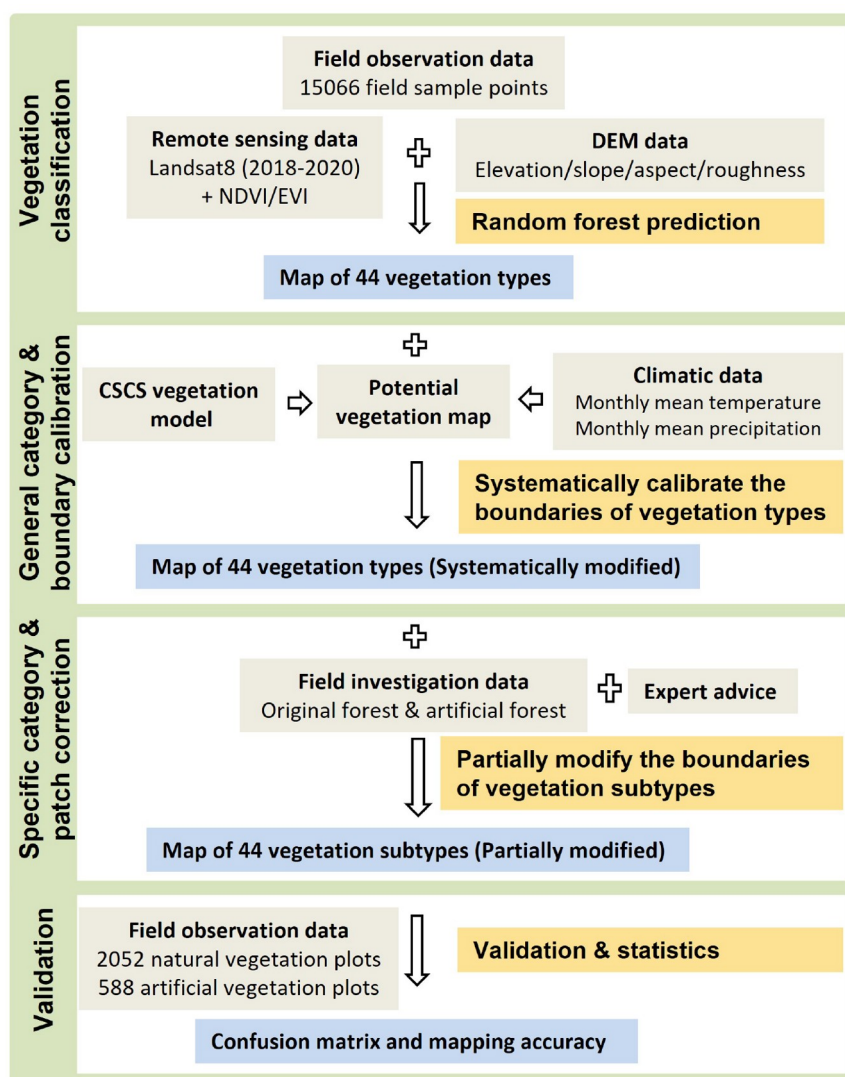 Vegetation
classification
Field observation data
15066 field sample points
Remote sensing data
Landsat8 (2018-2020)
+ NDVI/EVI
DEM data
Elevation/slope/aspect/roughness
Random forest prediction
Map of 44 vegetation types
General category &
boundary calibration
CSCS vegetation
model
Potential
vegetation map
Climatic data
Monthly mean temperature
Monthly mean precipitation
Systematically calibrate the
boundaries of vegetation types
Map of 44 vegetation types (Systematically modified)
Specific category &
patch correction
Field investigation data
Original forest & artificial forest
Expert advice
Partially modify the boundaries
of vegetation subtypes
Map of 44 vegetation subtypes (Partially modified)
Validation
Field observation data
2052 natural vegetation plots
588 artificial vegetation plots
Validation & statistics
Confusion matrix and mapping accuracy